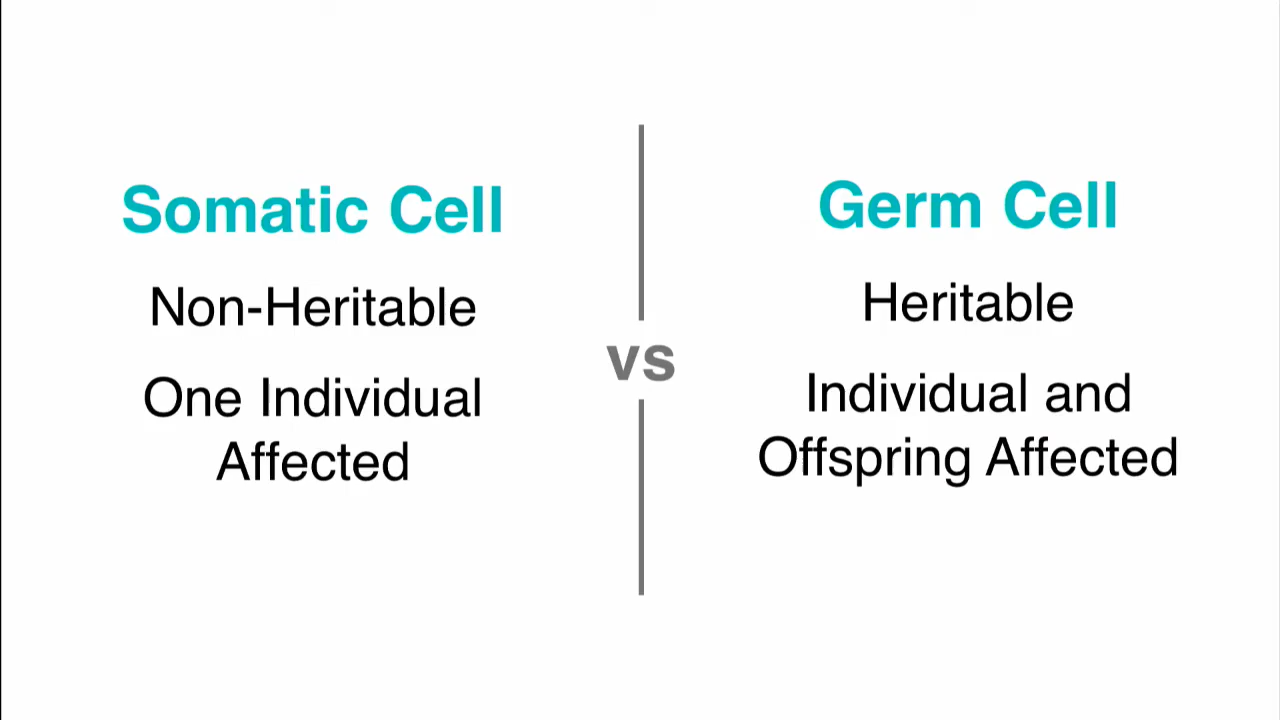 Somatic Cell
Non-Heritable
One Individual
Affected
vs
Germ Cell
Heritable
Individual and
Offspring Affected